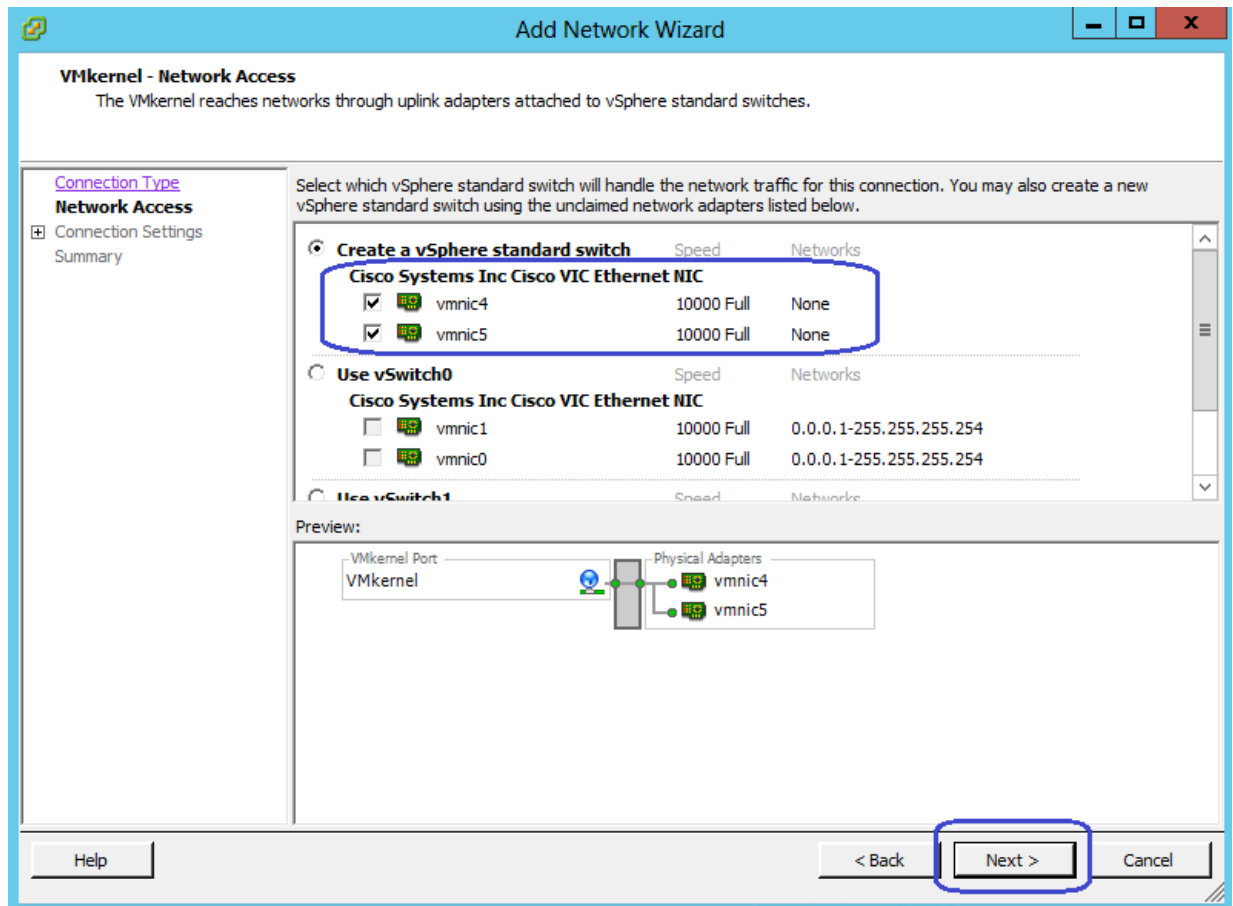 Add Network Wizard
x
VMkernel - Network Access
The VMkernel reaches networks through uplink adapters attached to vSphere standard switches.
Connection Type
Network Access
Connection Settings
Summary
Select which vSphere standard switch will handle the network traffic for this connection. You may also create a new
vSphere standard switch using the unclaimed network adapters listed below.
Create a vSphere standard switch Speed Networks
Cisco Systems Inc Cisco VIC Ethernet NIC
vmnic4 10000 Full None
vmnic5 10000 Full None
Use vSwitch0 Speed Networks
Cisco Systems Inc Cisco VIC Ethernet NIC
vmnic1 10000 Full 0.0.0.1-255.255.255.254
vmnic0 10000 Full 0.0.0.1-255.255.255.254
Use vSwitch1 Speed Networks
Preview:
VMkernel Port Physical Adapters
VMkernel vmnic4
vmnic5
Help < Back Next > Cancel